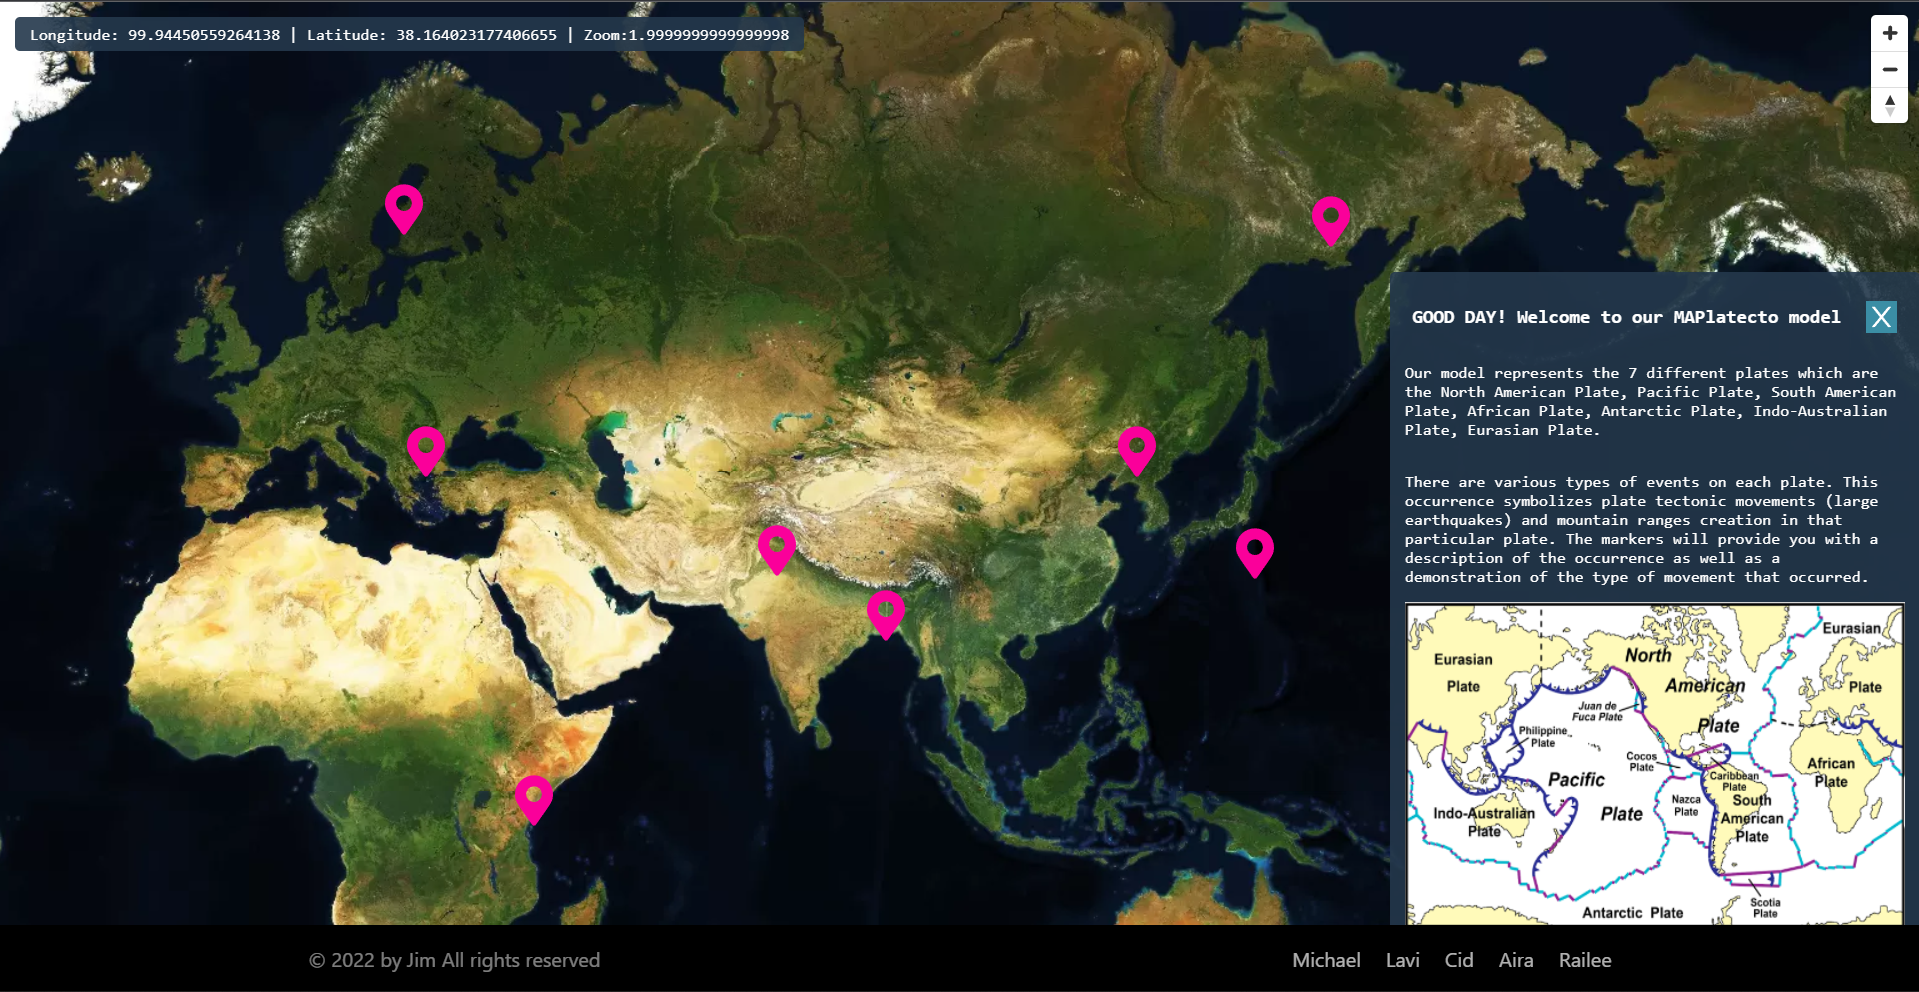 Longitude: 99.94450559264138 | Latitude: 38.164023177406655 | Zoom:1.9999999999999998
GOOD DAY! Welcome to our MAPlatecto model
X
Our model represents the 7 different plates which are
the North American Plate, Pacific Plate, South American
Plate, African Plate, Antarctic Plate, Indo-Australian
Plate, Eurasian Plate.
There are various types of events on each plate. This
occurrence symbolizes plate tectonic movements (large
earthquakes) and mountain ranges creation in that
particular plate. The markers will provide you with a
description of the occurrence as well as a
demonstration of the type of movement that occurred.
Eurasian
Plate
North
American
Plate
Eurasian
Plate
Juan de
Fuca Plate
Philippine
Plate
Cocos
Plate
Caribbean
Plate
African
Plate
Pacific
Plate
Nazca
Plate
South
American
Plate
Indo-Australian
Plate
Scotia
Plate
Antarctic Plate
© 2022 by Jim All rights reserved
Michael Lavi Cid Aira Railee